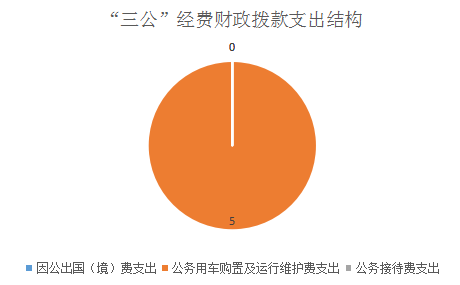 “三公”经费财政拨款支出结构
0
5
因公出国（境）费支出 公务用车购置及运行维护费支出 公务接待费支出